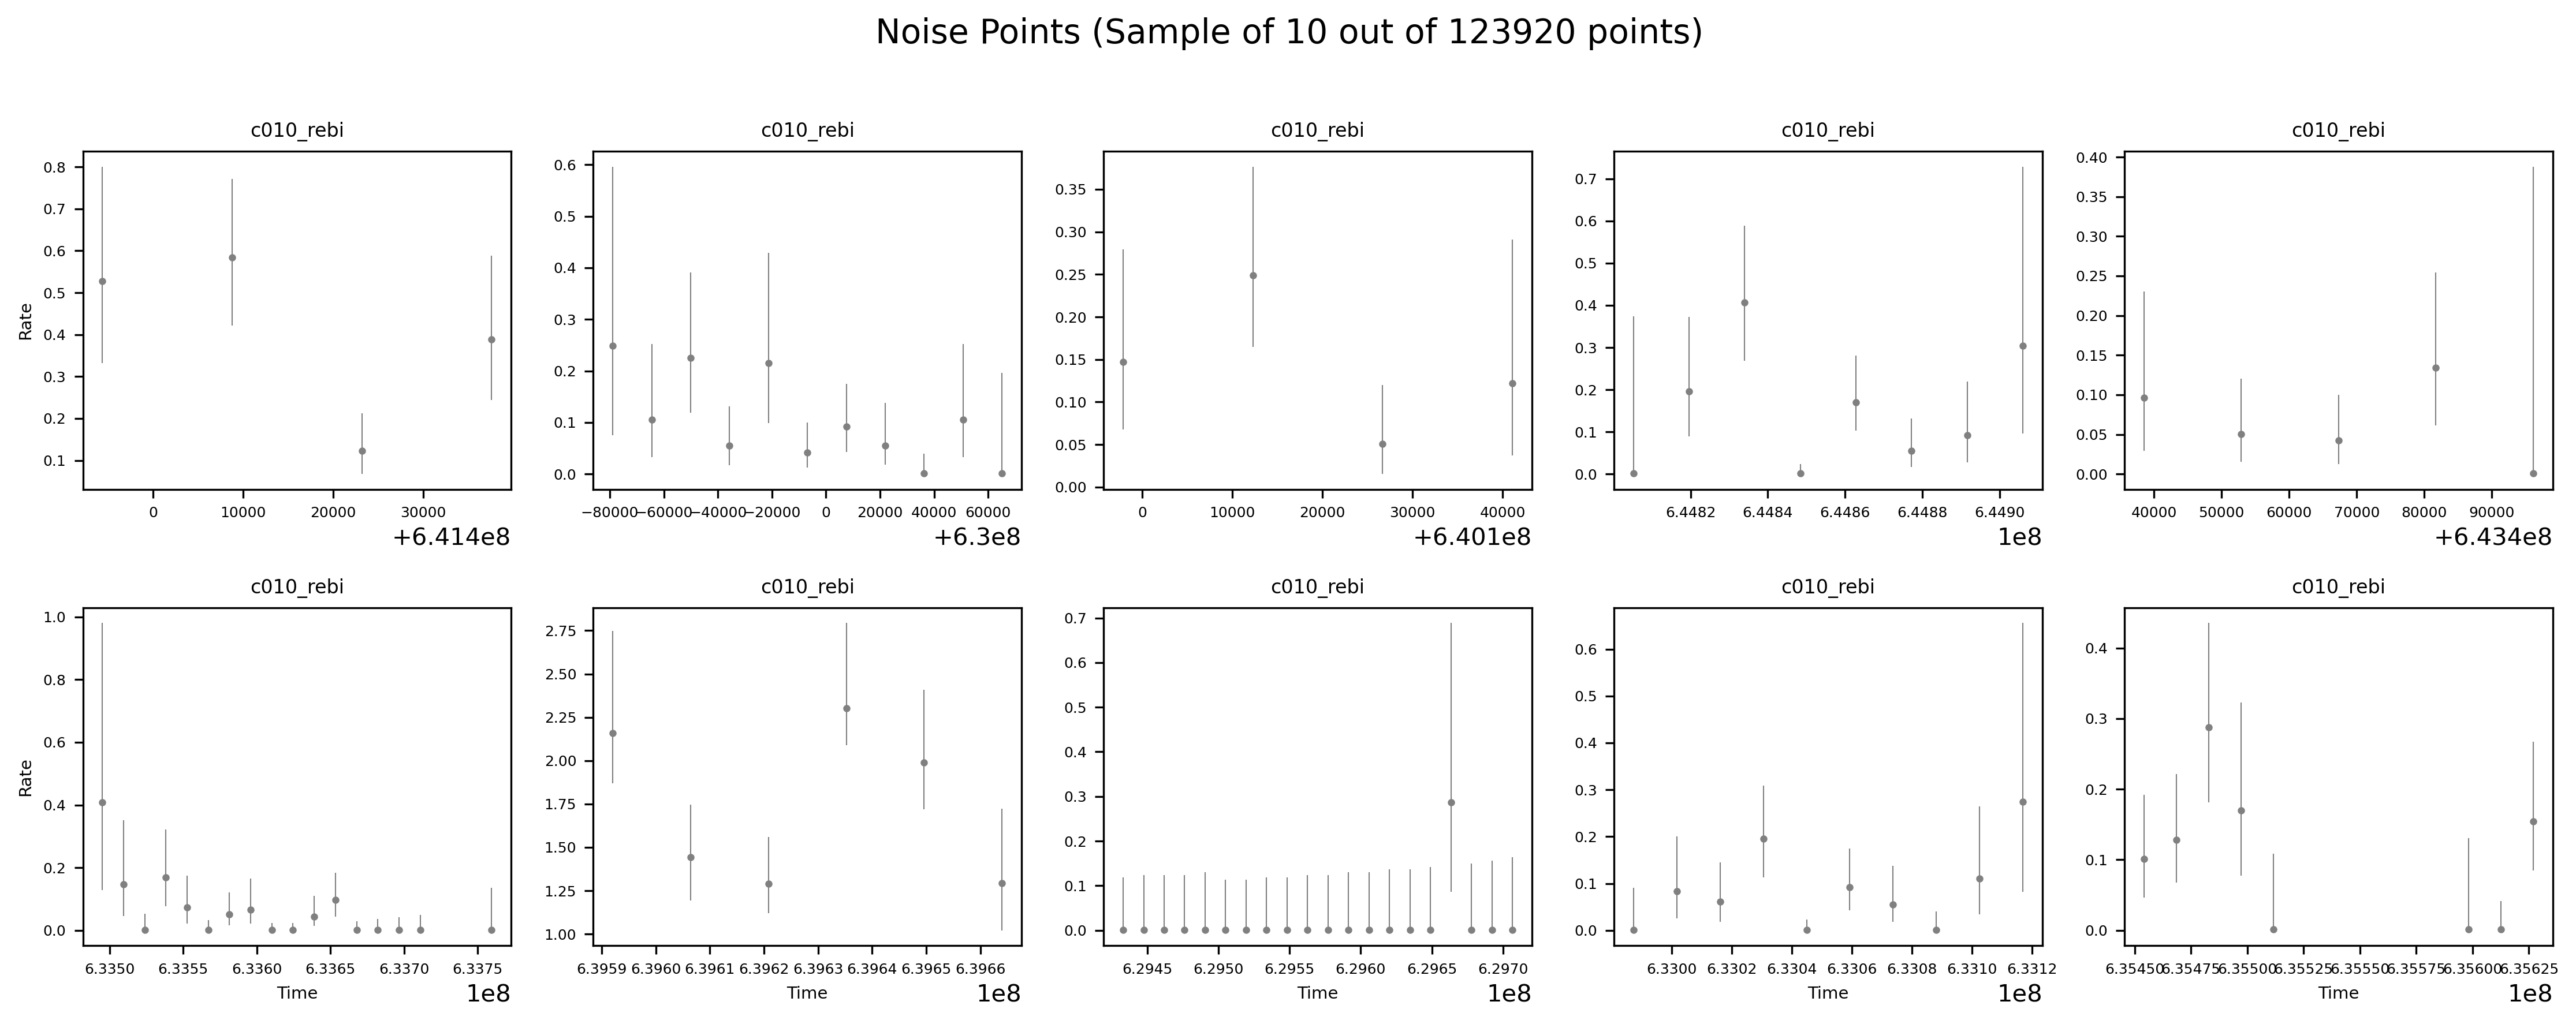 Noise Points (Sample of 10 out of 123920 points)
c010_rebi c010_rebi c010_rebi c010_rebi c010_rebi
Rate
0.8 0.7 0.6 0.5 0.4 0.3 0.2 0.1
0 10000 20000 30000
+6.414e8
0.6 0.5 0.4 0.3 0.2 0.1 0.0
−80000 −60000 −40000 −20000 0 20000 40000 60000
+6.3e8
0.35 0.30 0.25 0.20 0.15 0.10 0.05 0.00
0 10000 20000 30000 40000
+6.401e8
0.7 0.6 0.5 0.4 0.3 0.2 0.1 0.0
6.4482 6.4484 6.4486 6.4488 6.4490
1e8
0.40 0.35 0.30 0.25 0.20 0.15 0.10 0.05 0.00
40000 50000 60000 70000 80000 90000
+6.434e8
c010_rebi c010_rebi c010_rebi c010_rebi c010_rebi
Rate
1.0 0.8 0.6 0.4 0.2 0.0
6.3350 6.3355 6.3360 6.3365 6.3370 6.3375
Time 1e8
2.75 2.50 2.25 2.00 1.75 1.50 1.25 1.00
6.3959 6.3960 6.3961 6.3962 6.3963 6.3964 6.3965 6.3966
Time 1e8
0.7 0.6 0.5 0.4 0.3 0.2 0.1 0.0
6.2945 6.2950 6.2955 6.2960 6.2965 6.2970
Time 1e8
0.6 0.5 0.4 0.3 0.2 0.1 0.0
6.3300 6.3302 6.3304 6.3306 6.3308 6.3310 6.3312
Time 1e8
0.4 0.3 0.2 0.1 0.0
6.35450 6.35475 6.35500 6.35525 6.35550 6.35575 6.35600 6.35625
Time 1e8